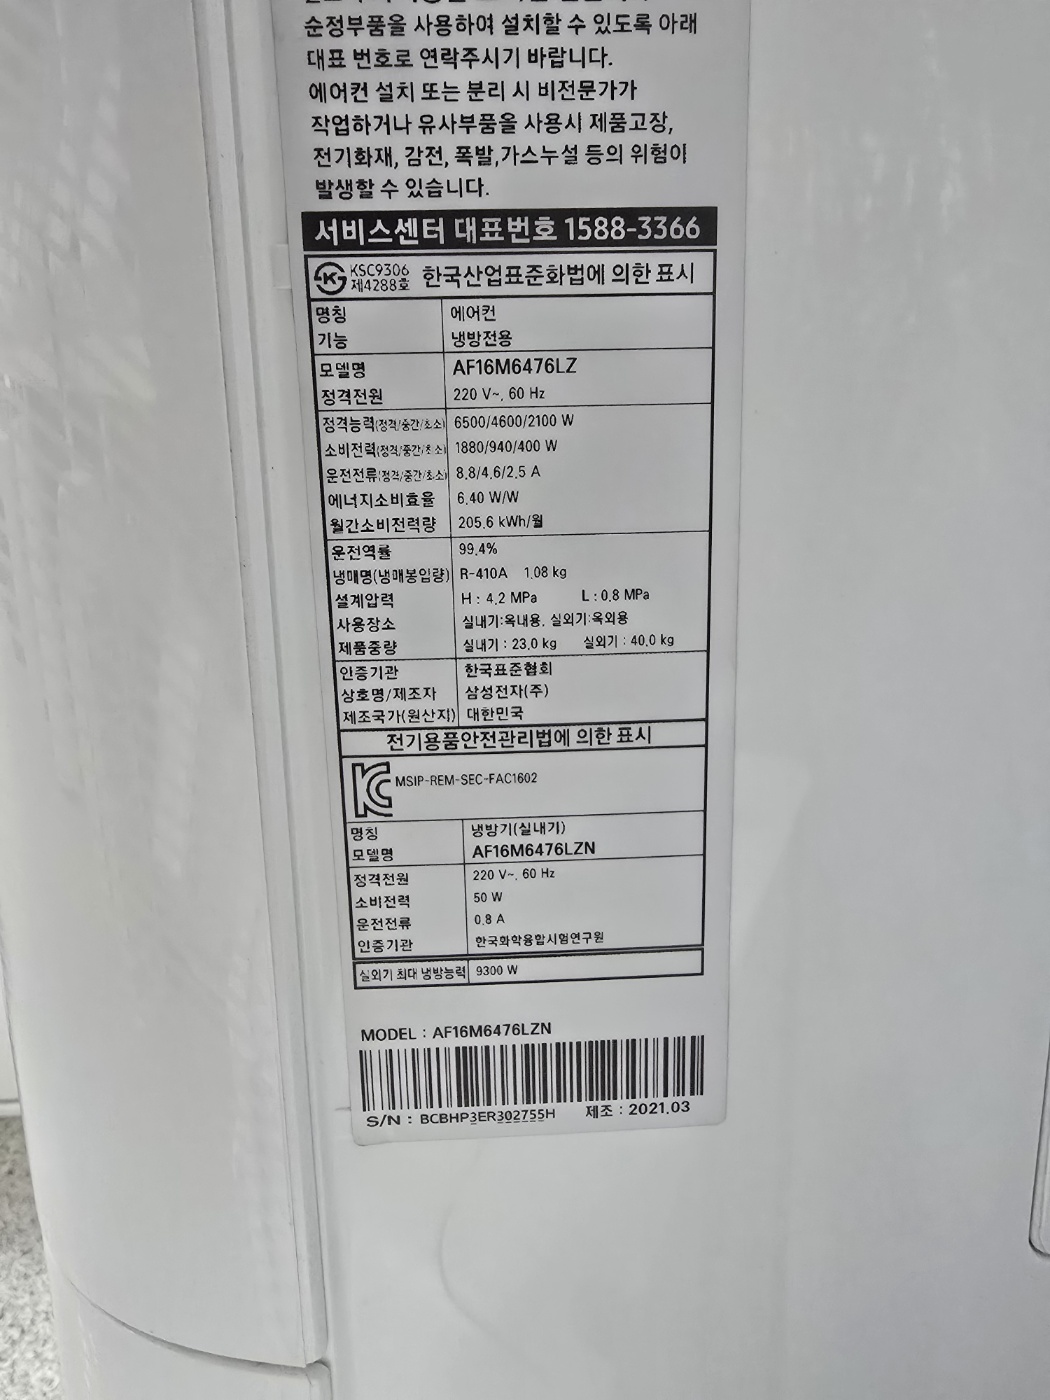 순정부품을 사용하여 설치할 수 있도록 아래
대표 번호로 연락주시기 바랍니다.
에어컨 설치 또는 분리 시 비전문가가
작업하거나 유사부품을 사용시 제품고장,
전기화재, 감전, 폭발,가스누설 등의 위험이
발생할 수 있습니다.
서비스센터 대표번호 1588-3366
KSC9306
제4288호 한국산업표준화법에 의한 표시
명칭 에어컨
기능 냉방전용
모델명 AF16M6476LZ
정격전원 220 V~, 60 Hz
정격능력(정격/중간/최소) 6500/4600/2100 W
소비전력(정격/중간/최소) 1880/940/400 W
운전전류(정격/중간/최소) 8.8/4.6/2.5 A
에너지소비효율 6.40 W/W
월간소비전력량 205.6 kWh/월
운전역률 99.4%
냉매명(냉매봉입량) R-410A 1.08 kg
설계압력 H : 4.2 MPa L : 0.8 MPa
사용장소 실내기:옥내용, 실외기:옥외용
제품중량 실내기 : 23.0 kg 실외기 : 40.0 kg
인증기관 한국표준협회
상호명/제조자 삼성전자(주)
제조국가(원산지) 대한민국
전기용품안전관리법에 의한 표시
MSIP-REM-SEC-FAC1602
명칭 냉방기(실내기)
모델명 AF16M6476LZN
정격전원 220 V~, 60 Hz
소비전력 50 W
운전전류 0.8 A
인증기관 한국화학융합시험연구원
실외기 최대 냉방능력 9300 W
MODEL : AF16M6476LZN
S/N : BCBHP3ER302755H 제조 : 2021.03